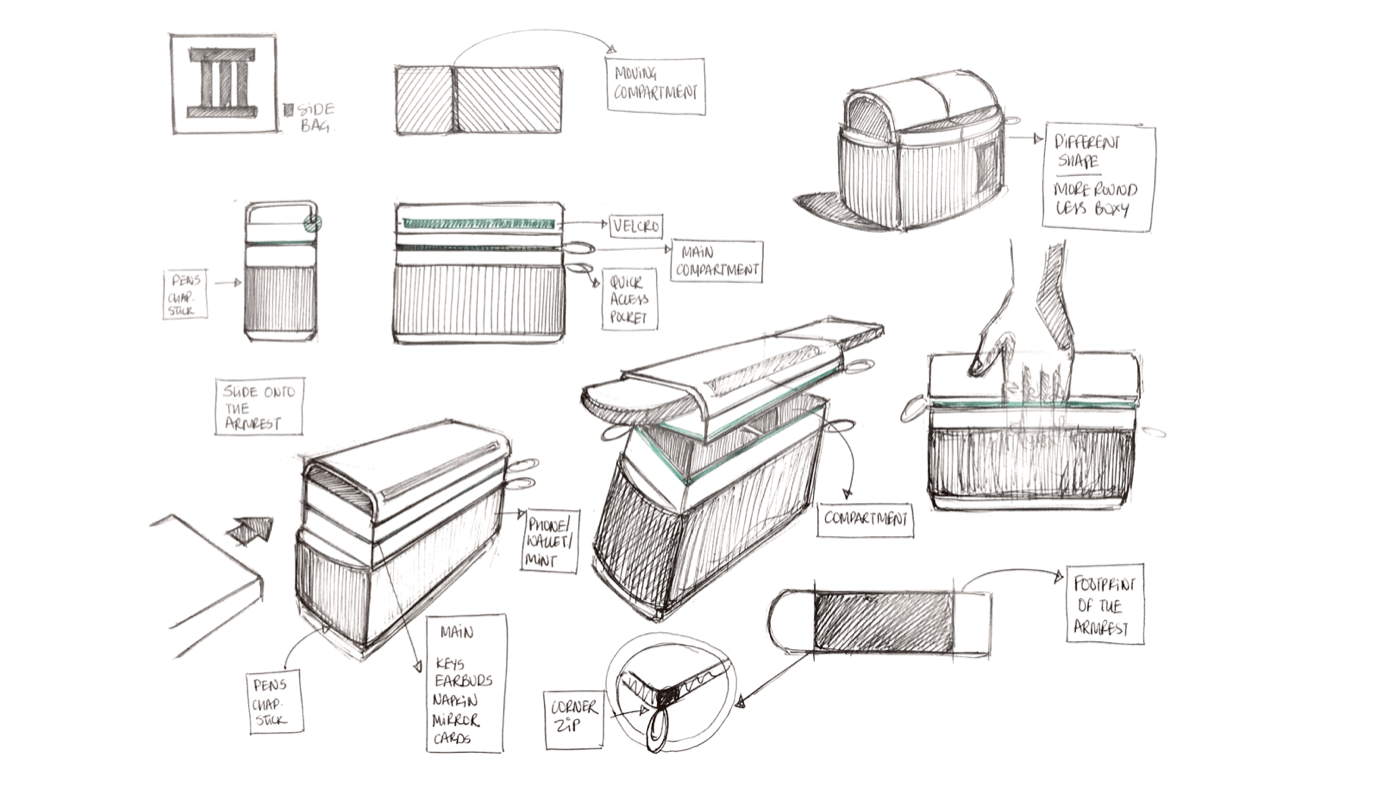 SIDE
BAG.
MOVING
COMPARTMENT
DIFFERENT
SHAPE
MORE ROUND
LESS BOXY
VELCRO
MAIN
COMPARTMENT
QUICK
ACCESS
POCKET
PENS
CHAP.
STICK
SLIDE ONTO
THE
ARMREST
PHONE/
WALLET/
MINT
COMPARTMENT
FOOTPRINT
OF THE
ARMREST
MAIN
KEYS
EARBUDS
NAPKIN
MIRROR
CARDS
PENS
CHAP.
STICK
CORNER
ZIP